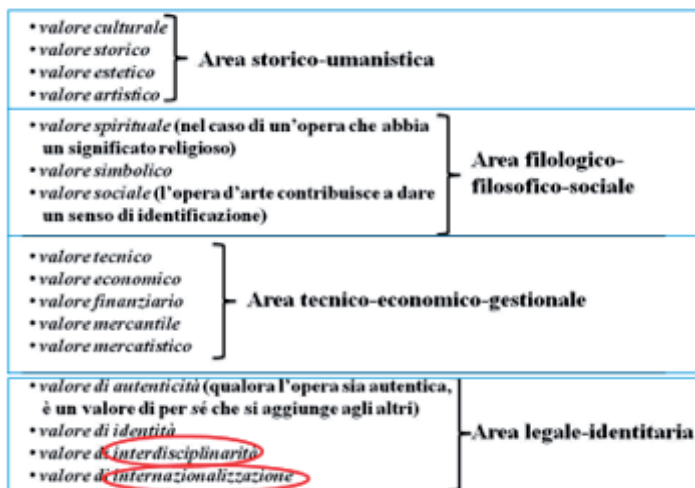 • valore culturale
• valore storico
• valore estetico
• valore artistico
Area storico-umanistica
• valore spirituale (nel caso di un'opera che abbia
un significato religioso)
• valore simbolico
• valore sociale (l'opera d'arte contribuisce a dare
un senso di identificazione)
Area filologico-
filosofico-sociale
• valore tecnico
• valore economico
• valore finanziario
• valore mercantile
• valore mercatistico
Area tecnico-economico-gestionale
• valore di autenticità (qualora l'opera sia autentica,
è un valore di per sé che si aggiunge agli altri)
• valore di identità
• valore di interdisciplinarità
• valore di internazionalizzazione
Area legale-identitaria